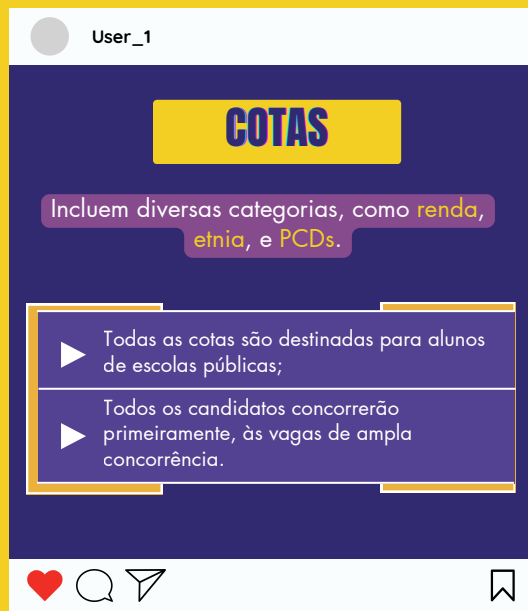 User_1
COTAS
Incluem diversas categorias, como renda,
etnia, e PCDs.
Todas as cotas são destinadas para alunos
de escolas públicas;
Todos os candidatos concorrerão
primeiramente, às vagas de ampla
concorrência.